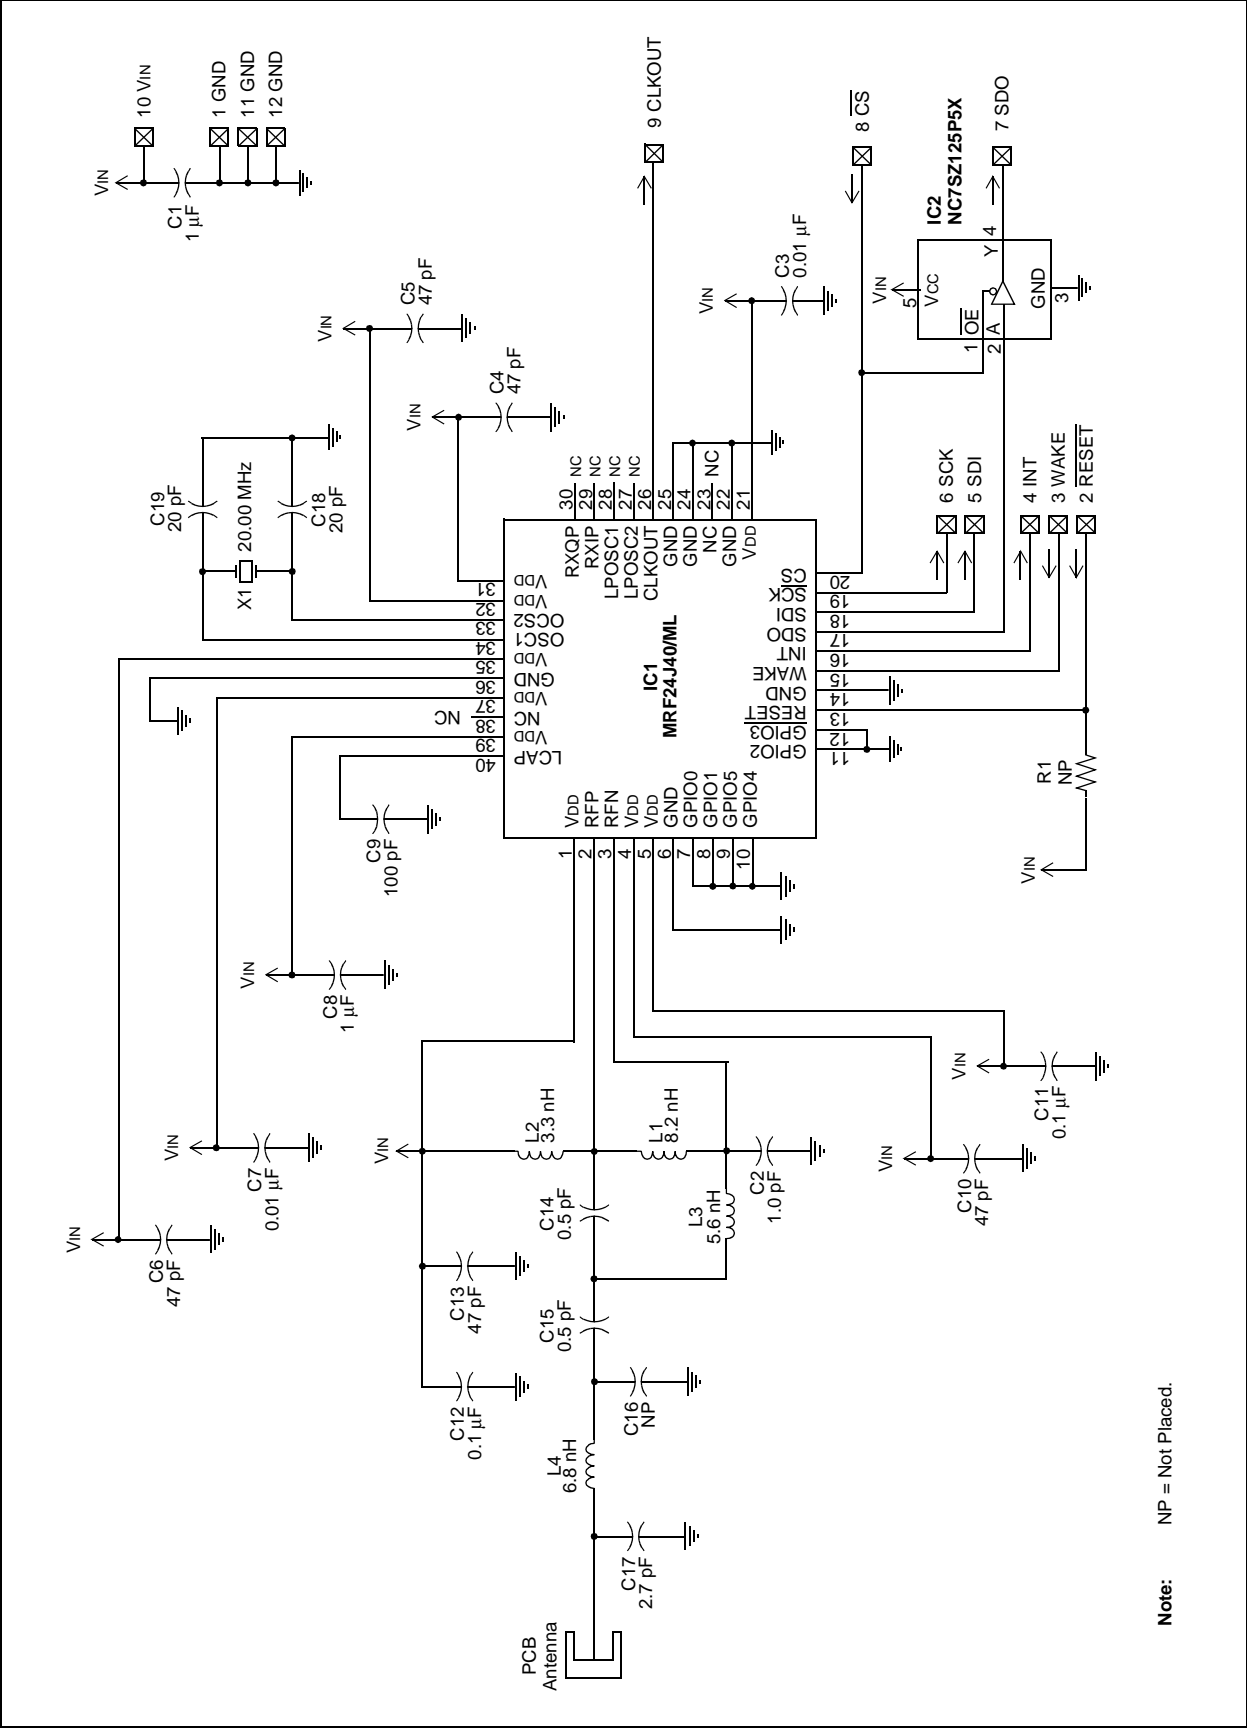 PCB
Antenna
C17
2.7 pF
L4
6.8 nH
C16
NP
C15
0.5 pF
C14
0.5 pF
C12
0.1 µF
C13
47 pF
VIN
L2
3.3 nH
L1
8.2 nH
L3
5.6 nH
C2
1.0 pF
VIN
C6
47 pF
VIN
C7
0.01 µF
VIN
C8
1 µF
C9
100 pF
VIN
C10
47 pF
VIN
C11
0.1 µF
IC1
MRF24J40/ML
1 VDD
2 RFP
3 RFN
4 VDD
5 VDD
6 GND
7 GPIO0
8 GPIO1
9 GPIO5
10 GPIO4
11 GPIO2
12 GPIO3
13 RESET
14 GND
15 WAKE
16 INT
17 SDO
18 SDI
19 SCK
20 CS
21 VDD
22 GND
23 NC
NC
24 GND
25 GND
26 CLKOUT
27 LPOSC2
NC
28 LPOSC1
NC
29 RXIP
NC
30 RXQP
NC
31 VDD
32 VDD
33 OCS2
34 OSC1
35 VDD
36 GND
37 VDD
38 NC
NC
39 VDD
40 LCAP
X1
20.00 MHz
C19
20 pF
C18
20 pF
VIN
C4
47 pF
VIN
C5
47 pF
VIN
C3
0.01 µF
VIN
C1
1 µF
10 VIN
1 GND
11 GND
12 GND
9 CLKOUT
8 CS
7 SDO
IC2
NC7SZ125P5X
VIN
5
VCC
1
OE
2
A
Y
4
GND
3
6 SCK
5 SDI
4 INT
3 WAKE
2 RESET
R1
NP
VIN
Note: NP = Not Placed.